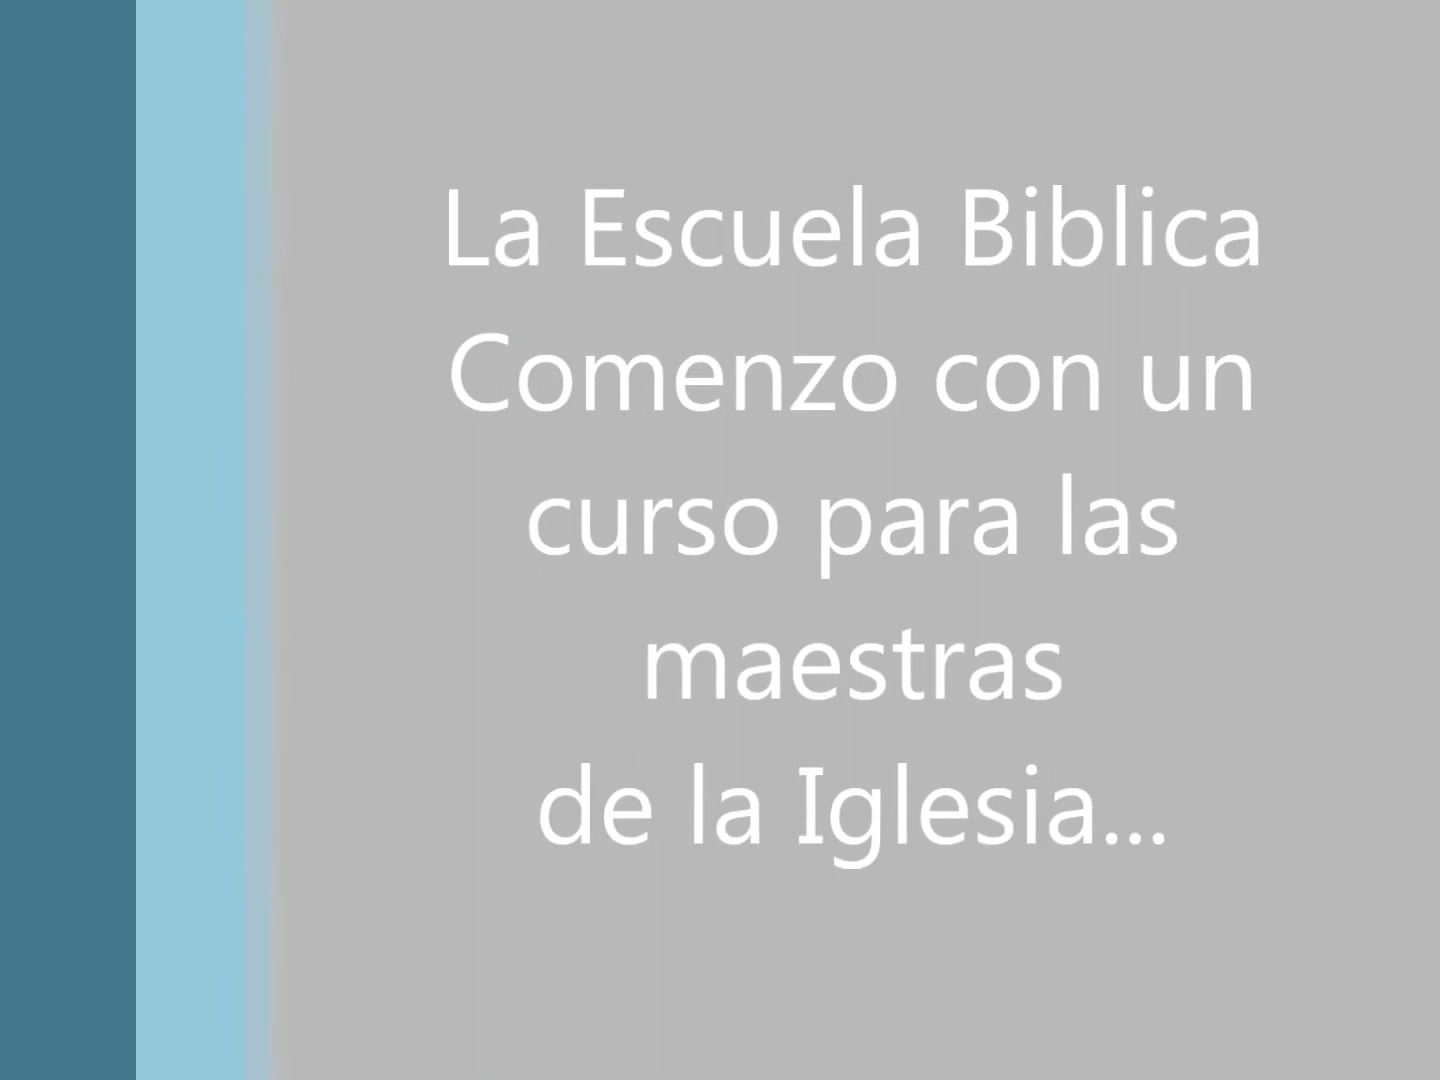 La Escuela Biblica
Comenzo con un
curso para las
maestras
de la Iglesia...